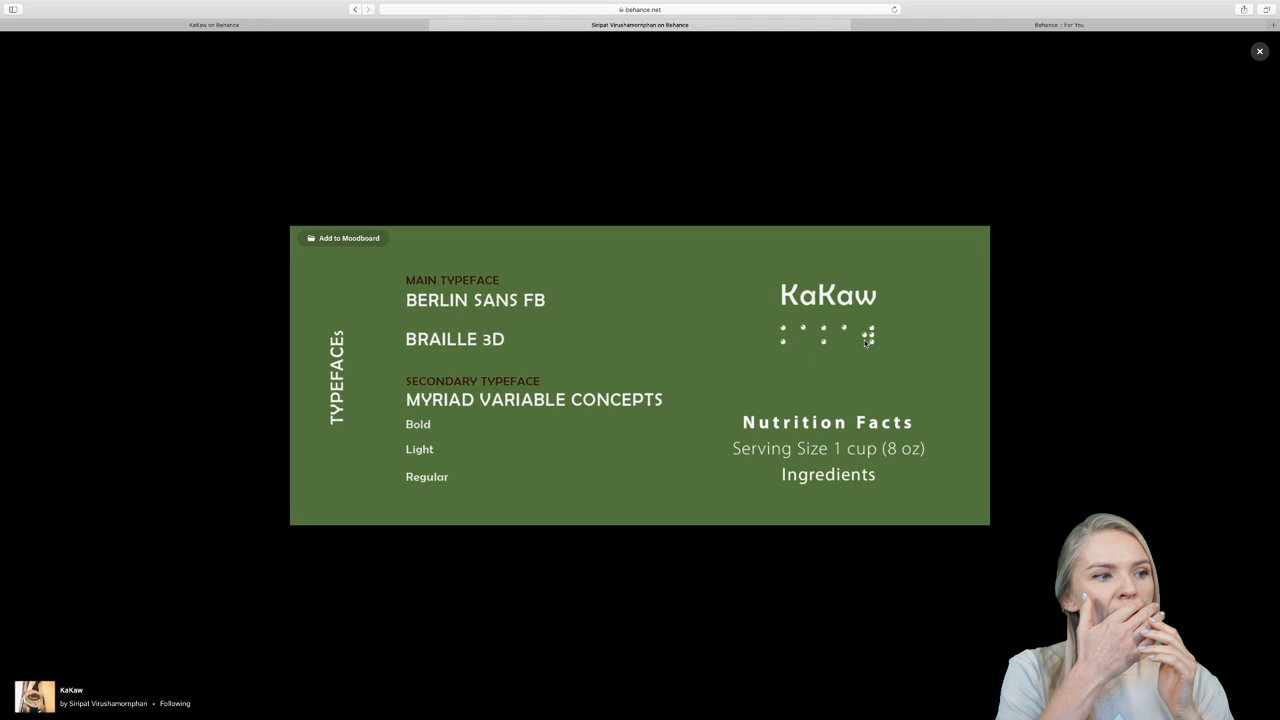 behance.net
KaKaw on Behance
Siripat Virushamornphan on Behance
Behance :: For You
Add to Moodboard
TYPEFACEs
MAIN TYPEFACE
BERLIN SANS FB
BRAILLE 3D
SECONDARY TYPEFACE
MYRIAD VARIABLE CONCEPTS
Bold
Light
Regular
KaKaw
⠅⠁⠅⠁⠺
Nutrition Facts
Serving Size 1 cup (8 oz)
Ingredients
KaKaw
by Siripat Virushamornphan • Following